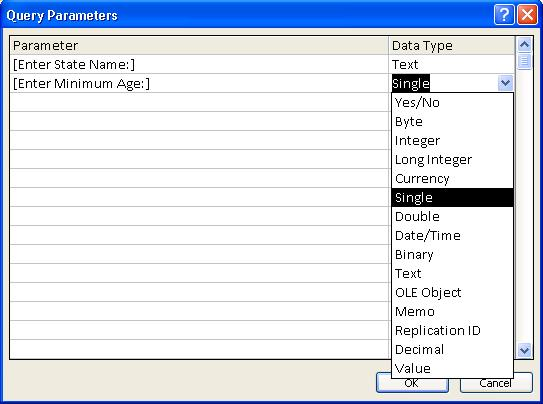 Query Parameters
Parameter Data Type
[Enter State Name:] Text
[Enter Minimum Age:] Single
Yes/No
Byte
Integer
Long Integer
Currency
Single
Double
Date/Time
Binary
Text
OLE Object
Memo
Replication ID
Decimal
Value
OK Cancel